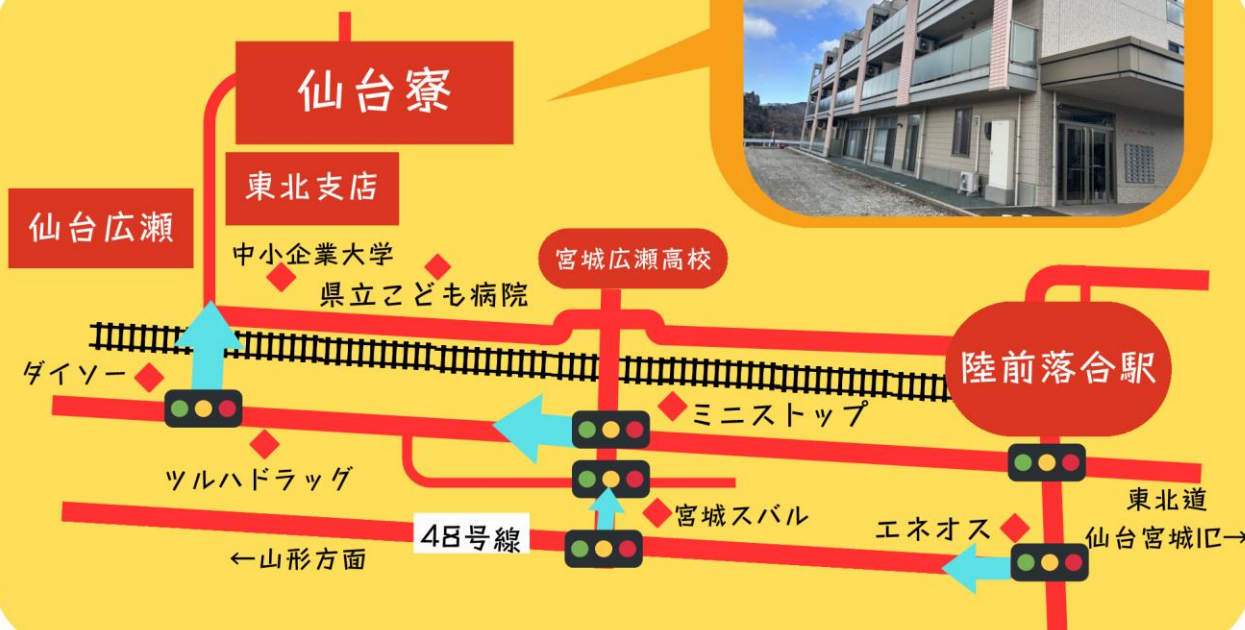 仙台寮
東北支店
仙台広瀬
中小企業大学
県立こども病院
宮城広瀬高校
陸前落合駅
ダイソー
ミニストップ
ツルハドラッグ
宮城スバル
エネオス
東北道
仙台宮城IC→
48号線
←山形方面